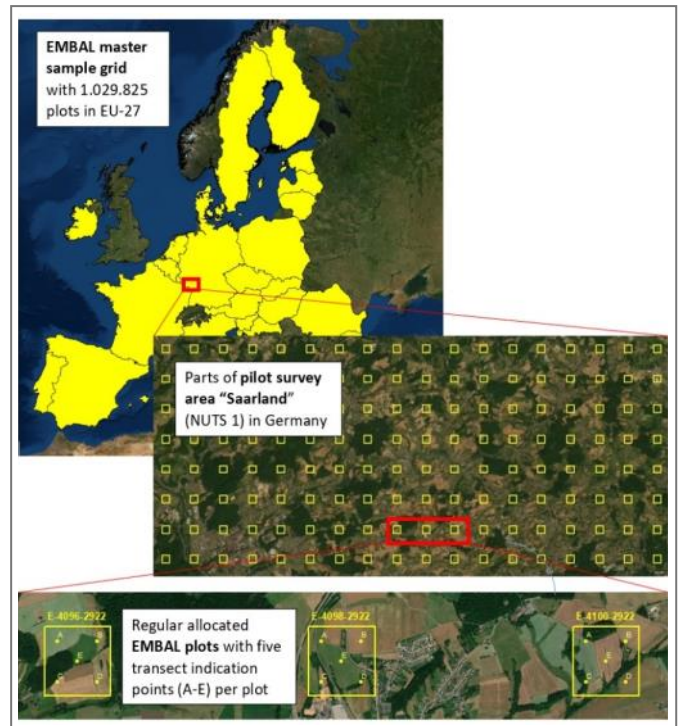 EMBAL master
sample grid
with 1.029.825
plots in EU-27
Parts of pilot survey
area “Saarland”
(NUTS 1) in Germany
E-4096-2922
Regular allocated
EMBAL plots with five
transect indication
points (A-E) per plot
E-4098-2922
E-4100-2922
A B
E
C D
A B
E
C D
A B
E
C D